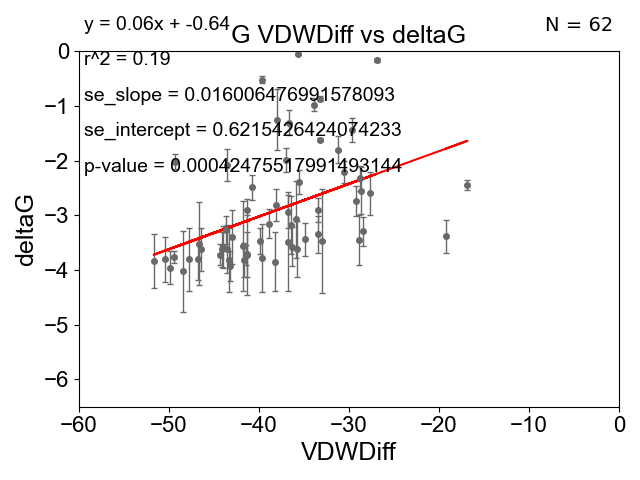 y = 0.06x + -0.64
N = 62
G VDWDiff vs deltaG
r^2 = 0.19
se_slope = 0.016006476991578093
se_intercept = 0.6215426424074233
p-value = 0.00042475517991493144
deltaG
0
−1
−2
−3
−4
−5
−6
−60
−50
−40
−30
−20
−10
0
VDWDiff